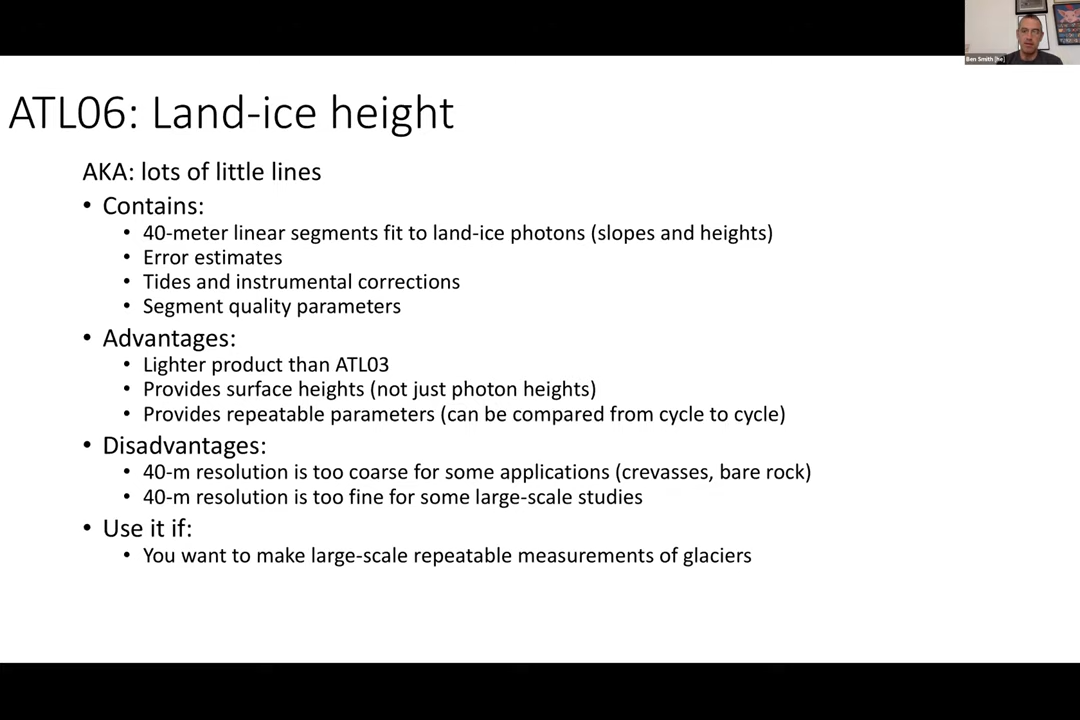 Ben Smith [he]
ATL06: Land-ice height
AKA: lots of little lines
• Contains:
• 40-meter linear segments fit to land-ice photons (slopes and heights)
• Error estimates
• Tides and instrumental corrections
• Segment quality parameters
• Advantages:
• Lighter product than ATL03
• Provides surface heights (not just photon heights)
• Provides repeatable parameters (can be compared from cycle to cycle)
• Disadvantages:
• 40-m resolution is too coarse for some applications (crevasses, bare rock)
• 40-m resolution is too fine for some large-scale studies
• Use it if:
• You want to make large-scale repeatable measurements of glaciers